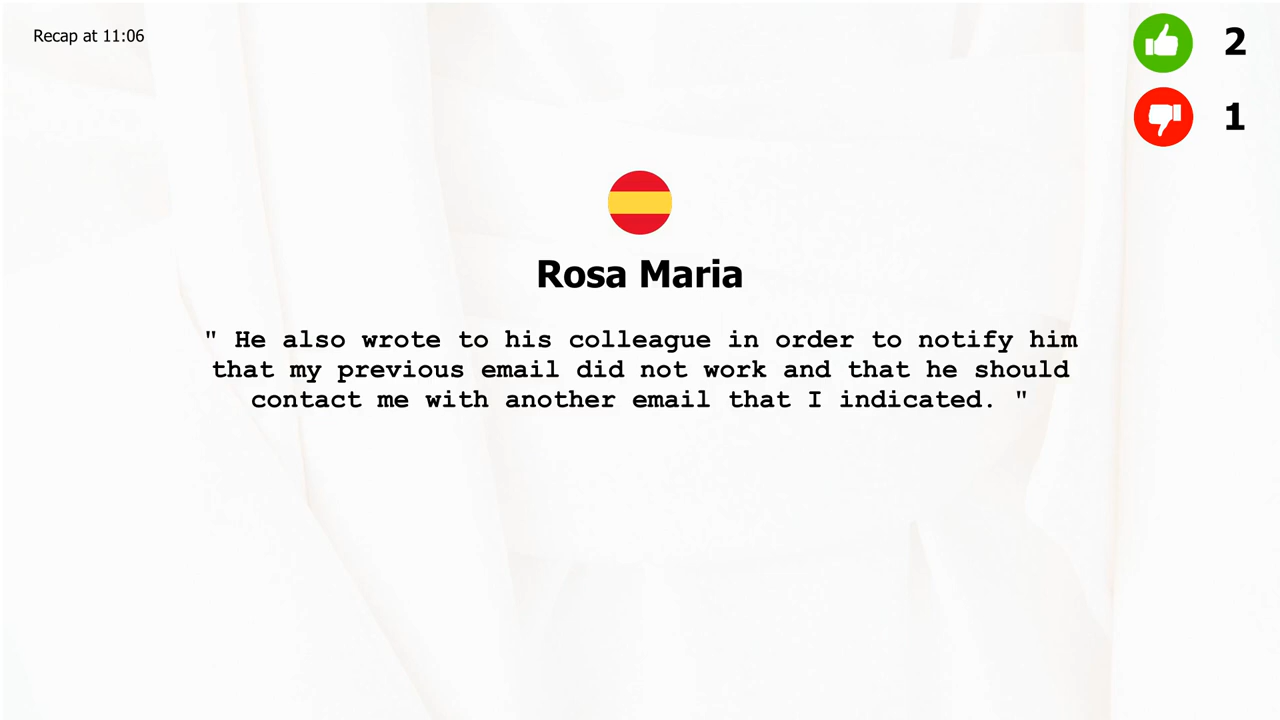 Recap at 11:06
2
1
Rosa Maria
" He also wrote to his colleague in order to notify him
that my previous email did not work and that he should
contact me with another email that I indicated. "